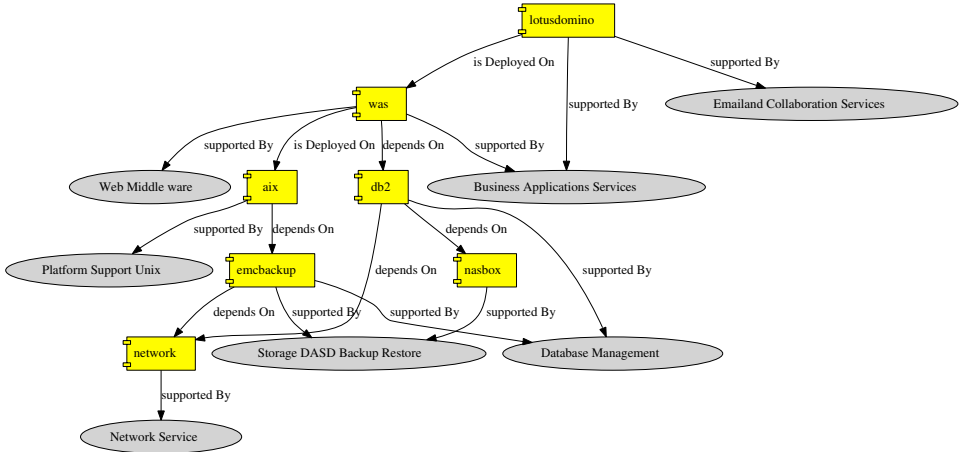 lotusdomino
is Deployed On
supported By
supported By
Emailand Collaboration Services
was
supported By
is Deployed On
depends On
supported By
Web Middle ware
aix
db2
Business Applications Services
supported By
depends On
depends On
Platform Support Unix
emcbackup
depends On
nasbox
supported By
depends On
supported By
supported By
supported By
network
Storage DASD Backup Restore
Database Management
supported By
Network Service